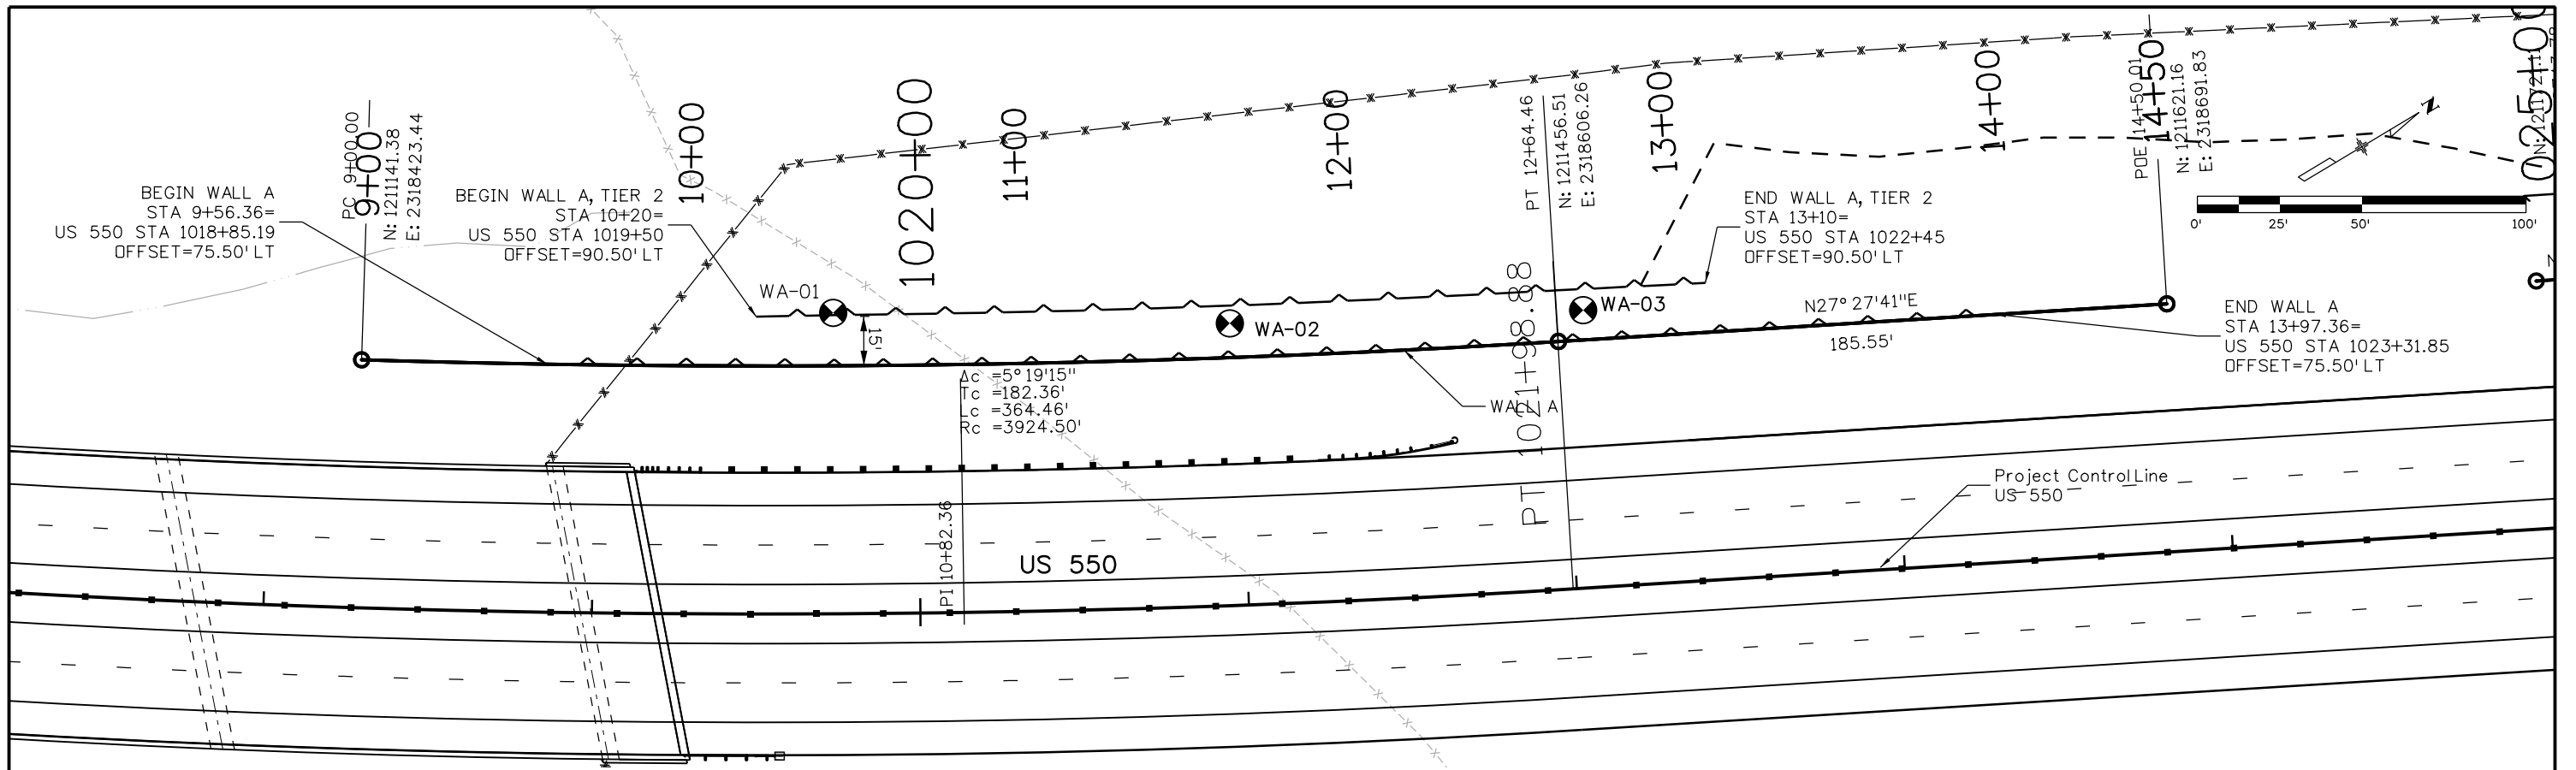 BEGIN WALL A
STA 9+56.36=
US 550 STA 1018+85.19
OFFSET=75.50' LT
PC 9+00.00
9+00
N: 1211141.38
E: 2318423.44
BEGIN WALL A, TIER 2
STA 10+20=
US 550 STA 1019+50
OFFSET=90.50' LT
10+00
1020+00
11+00
12+00
PT 12+64.46
N: 1211456.51
E: 2318606.26
13+00
14+00
POE 14+50.01
14+50
N: 1211621.16
E: 2318691.83
N
0'
25'
50'
100'
END WALL A, TIER 2
STA 13+10=
US 550 STA 1022+45
OFFSET=90.50' LT
WA-01
WA-02
WA-03
15'
N27° 27'41"E
185.55'
END WALL A
STA 13+97.36=
US 550 STA 1023+31.85
OFFSET=75.50' LT
Δc =5° 19'15"
Tc =182.36'
Lc =364.46'
Rc =3924.50'
WALL A
PT 1021+98.88
PI 10+82.36
US 550
Project Control Line
US 550